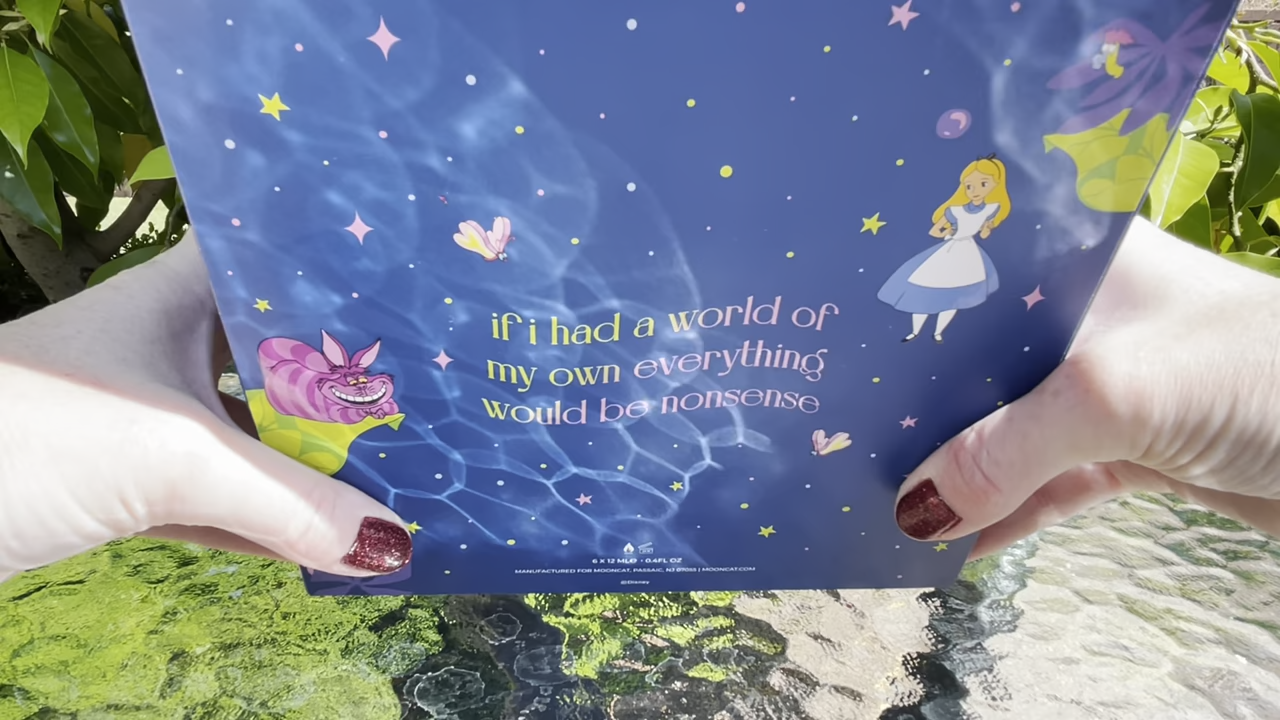 if i had a world of
my own everything
would be nonsense
6 X 12 MLe • 0.4FL OZ
MANUFACTURED FOR MOONCAT, PASSAIC, NJ 07055 | MOONCAT.COM
©Disney